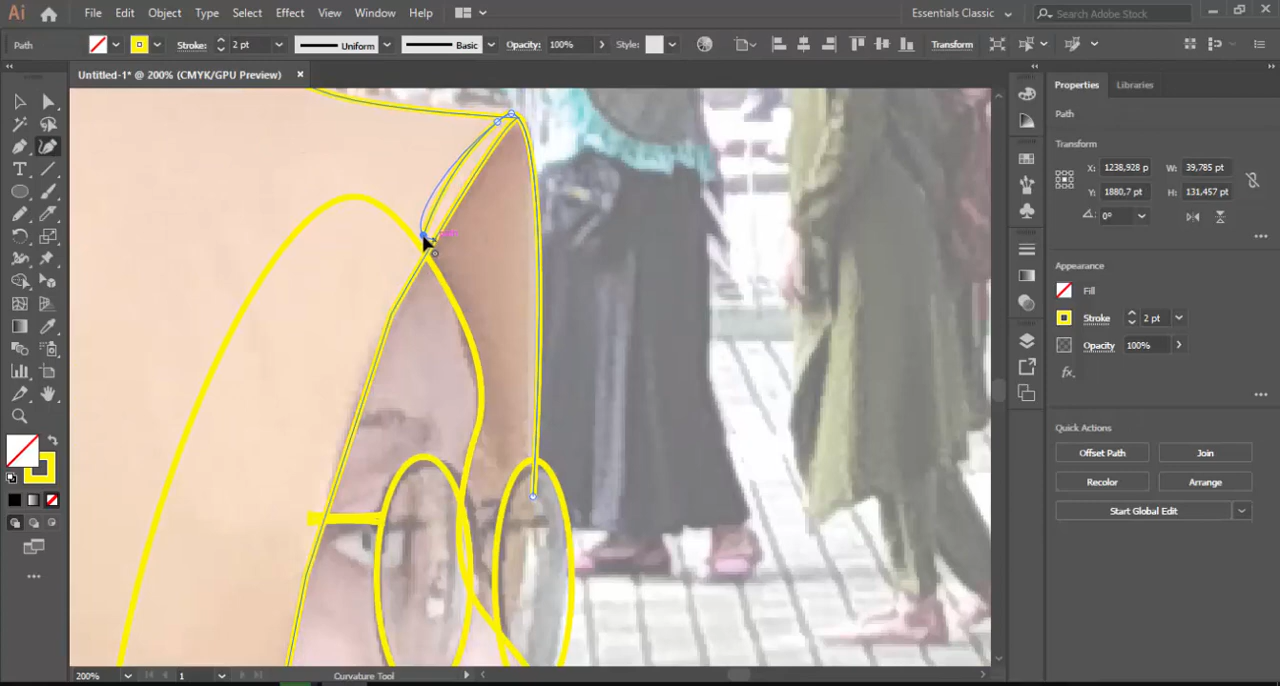 Ai File Edit Object Type Select Effect View Window Help Essentials Classic Search Adobe Stock
Path Stroke: 2 pt Uniform Basic Opacity: 100% Style: Transform
Untitled-1* @ 200% (CMYK/GPU Preview) ×
Properties Libraries
Path
Transform
X: 1238,928 p W: 39,785 pt
Y: 1880,7 pt H: 131,457 pt
0°
Appearance
Fill
Stroke 2 pt
Opacity 100%
fx.
Quick Actions
Offset Path Join
Recolor Arrange
Start Global Edit
200% 1 Curvature Tool